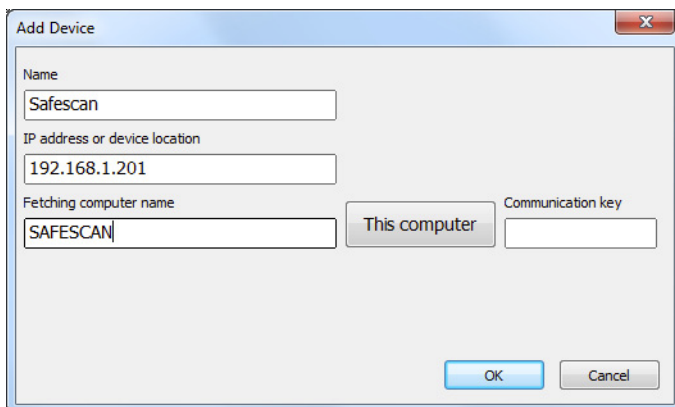 Add Device
Name
Safescan
IP address or device location
192.168.1.201
Fetching computer name
SAFESCAN
This computer
Communication key
OK
Cancel